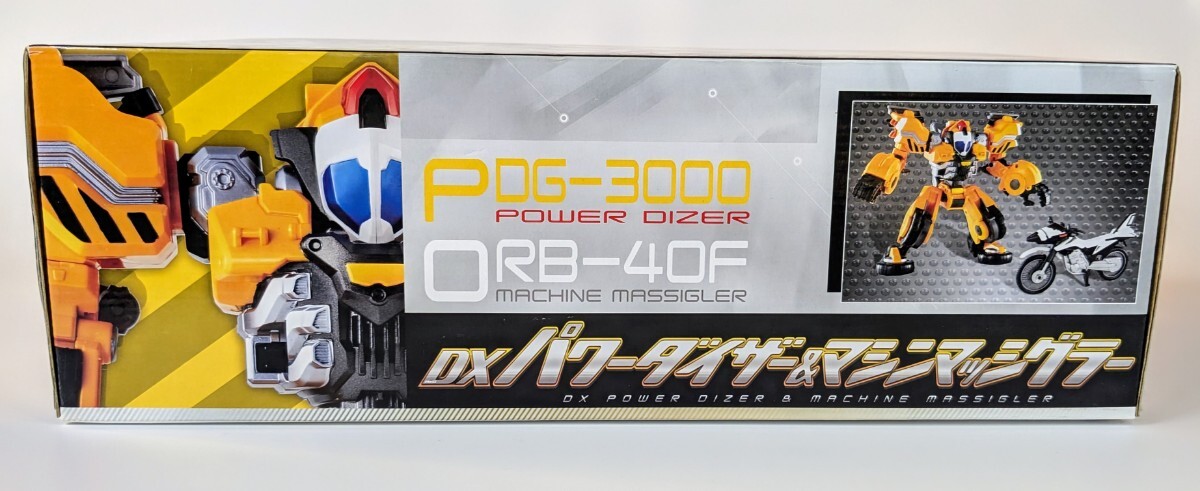 PDG-3000
POWER DIZER
ORB-40F
MACHINE MASSIGLER
DXパワーダイザー&マシンマッシグラー
DX POWER DIZER & MACHINE MASSIGLER